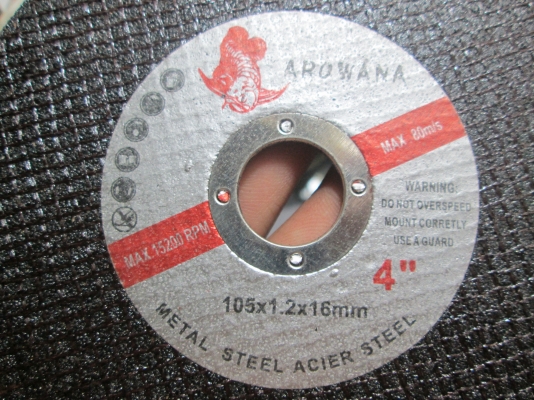 AROWANA
MAX 80m/s
WARNING:
DO NOT OVERSPEED
MOUNT CORRETLY
USE A GUARD
MAX 15200 RPM
4"
105x1.2x16mm
METAL STEEL ACIER STEEL